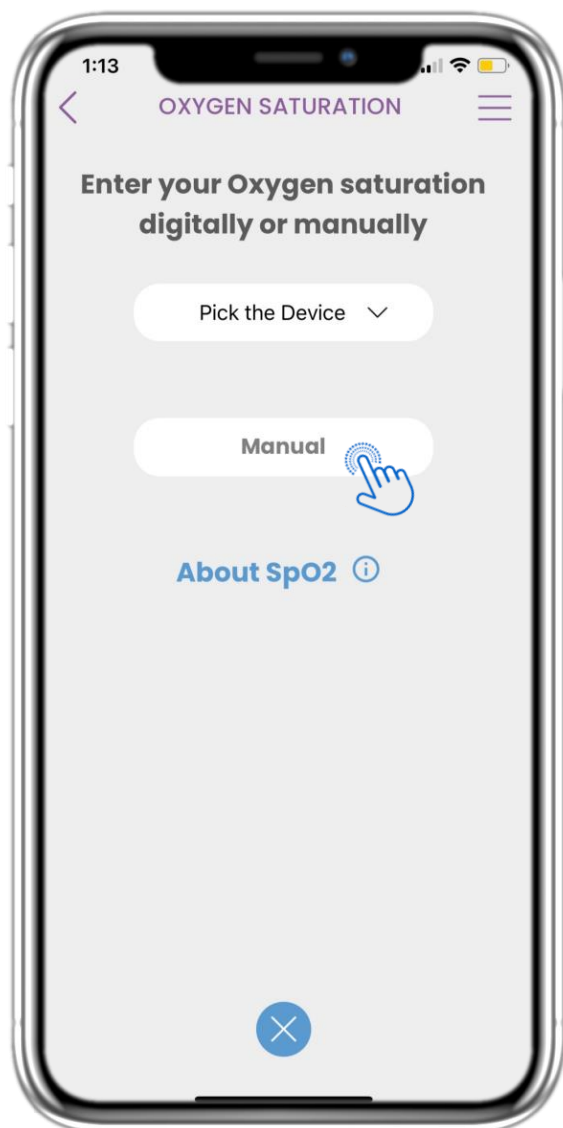 1:13
OXYGEN SATURATION
Enter your Oxygen saturation
digitally or manually
Pick the Device
Manual
About SpO2